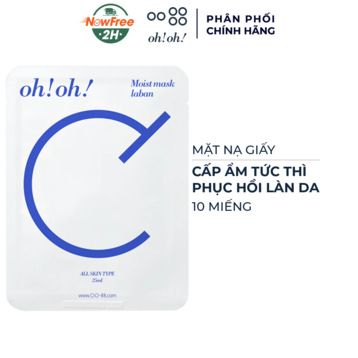 NowFree
2H
oh!oh!
PHÂN PHỐI
CHÍNH HÃNG
oh!oh!
Moist mask
laban
MẶT NẠ GIẤY
CẤP ẨM TỨC THÌ
PHỤC HỒI LÀN DA
10 MIẾNG
ALL SKIN TYPE
25ml